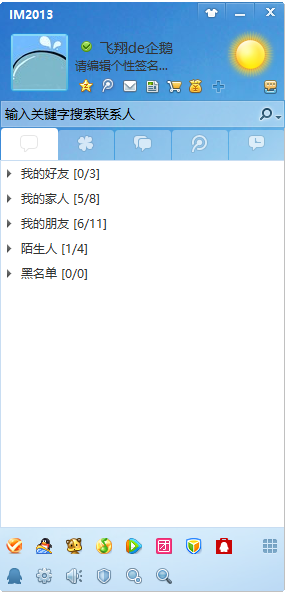 IM2013
飞翔de企鹅
请编辑个性签名...
输入关键字搜索联系人
我的好友 [0/3]
我的家人 [5/8]
我的朋友 [6/11]
陌生人 [1/4]
黑名单 [0/0]
团